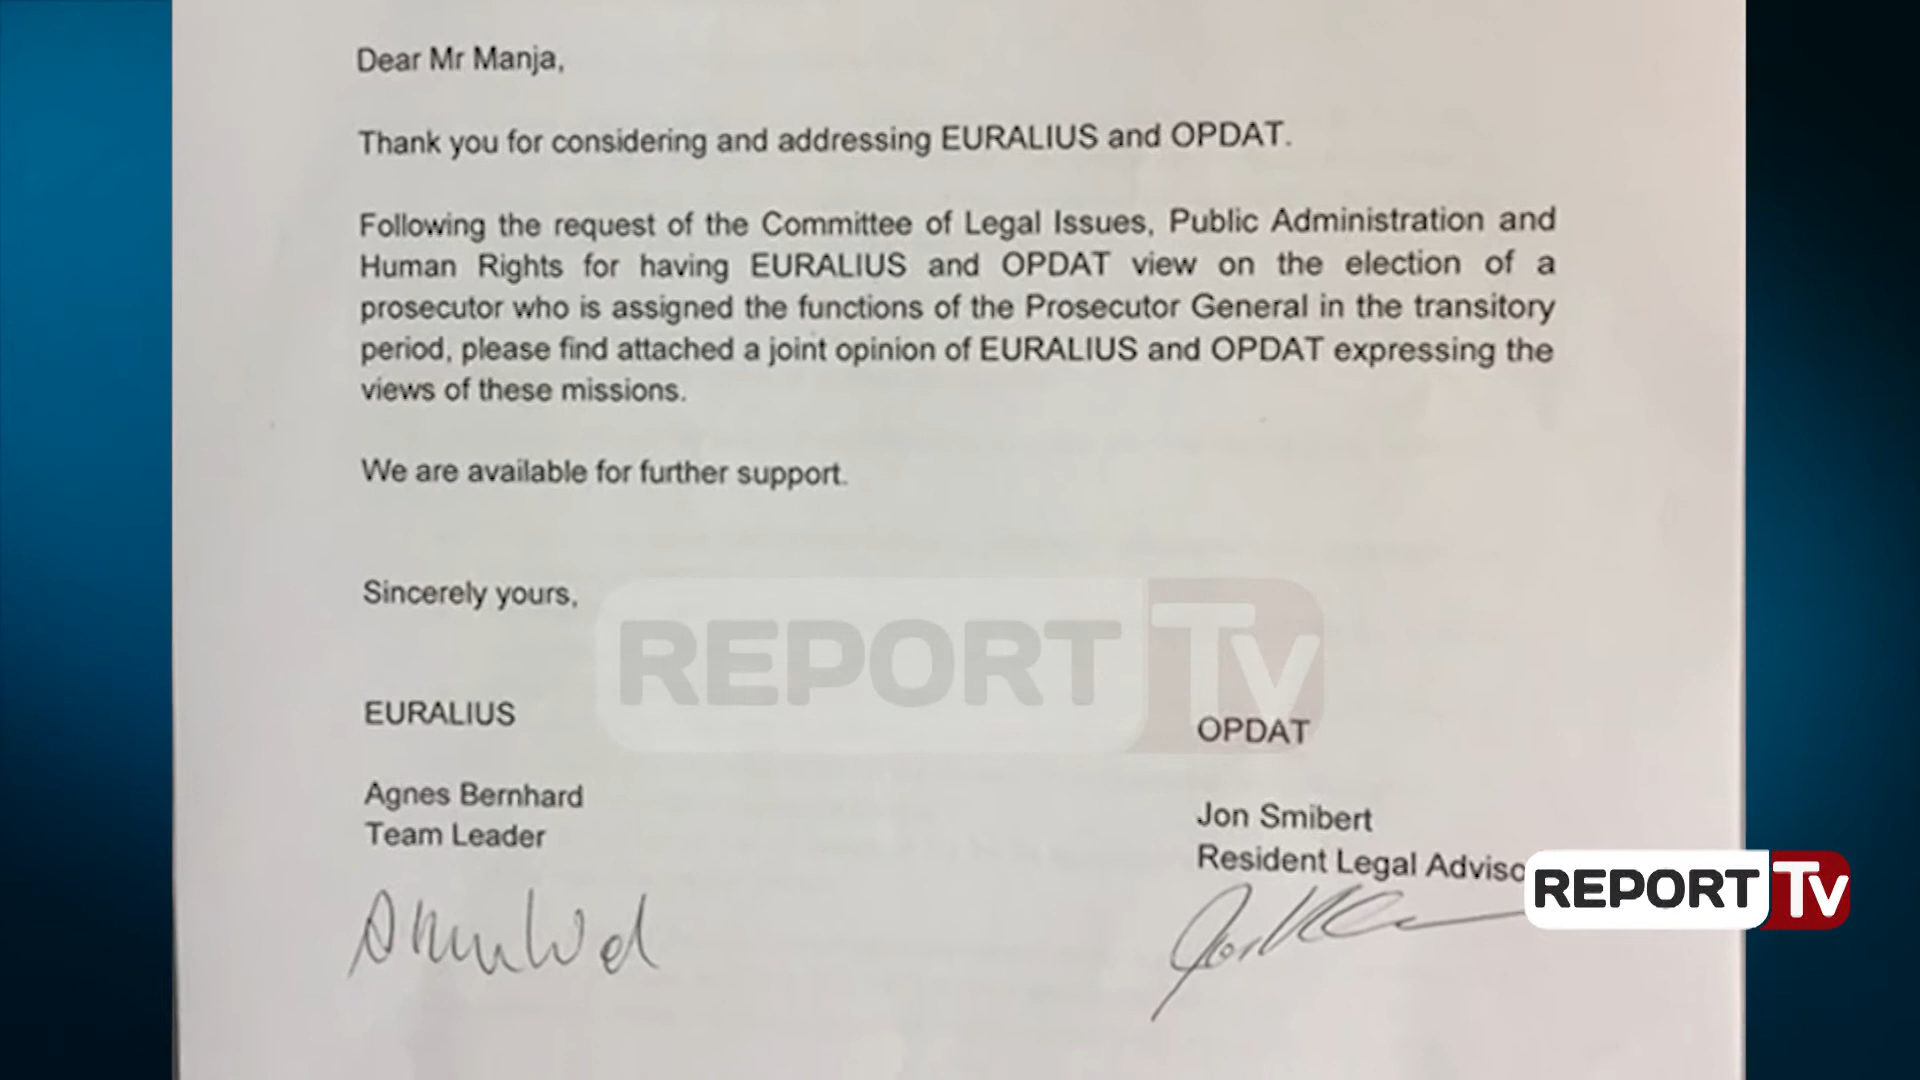 Dear Mr Manja,
Thank you for considering and addressing EURALIUS and OPDAT.
Following the request of the Committee of Legal Issues, Public Administration and
Human Rights for having EURALIUS and OPDAT view on the election of a
prosecutor who is assigned the functions of the Prosecutor General in the transitory
period, please find attached a joint opinion of EURALIUS and OPDAT expressing the
views of these missions.
We are available for further support.
Sincerely yours,
REPORT Tv
EURALIUS
OPDAT
Agnes Bernhard
Team Leader
Jon Smibert
Resident Legal Adviso
REPORT Tv